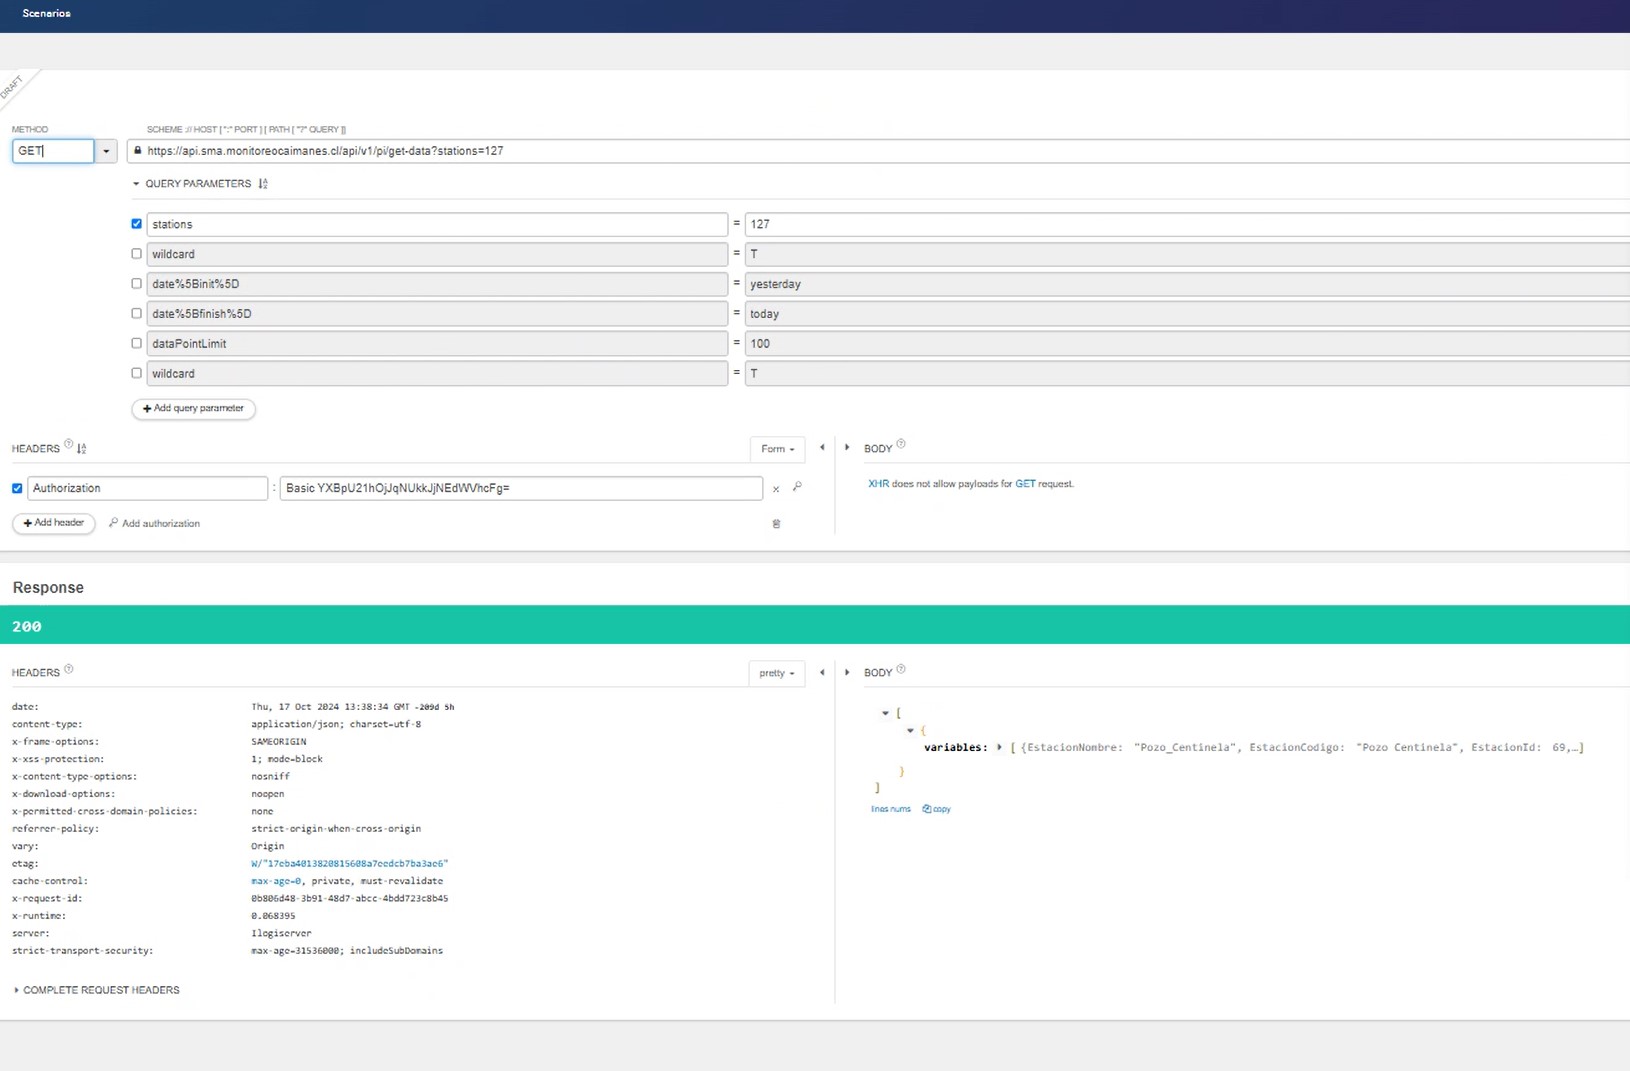 Scenarios
DRAFT
METHOD
SCHEME :// HOST [ ":" PORT ] [ PATH [ "?" QUERY ]]
GET
https://api.sma.monitoreocaimanes.cl/api/v1/pi/get-data?stations=127
QUERY PARAMETERS
stations = 127
wildcard = T
date%5Binit%5D = yesterday
date%5Bfinish%5D = today
dataPointLimit = 100
wildcard = T
+ Add query parameter
HEADERS ?
Form
BODY ?
Authorization : Basic
XHR does not allow payloads for GET request.
+ Add header
Add authorization
Response
200
HEADERS ?
pretty
BODY ?
date: Thu, 17 Oct 2024 13:38:34 GMT -209d 5h
content-type: application/json; charset=utf-8
x-frame-options: SAMEORIGIN
x-xss-protection: 1; mode=block
x-content-type-options: nosniff
x-download-options: noopen
x-permitted-cross-domain-policies: none
referrer-policy: strict-origin-when-cross-origin
vary: Origin
etag: W/"17eba4013820815608a7eedcb7ba3ae6"
cache-control: max-age=0, private, must-revalidate
x-request-id: 0b806d48-3b91-48d7-abcc-4bdd723c8b45
x-runtime: 0.068395
server: Ilogiserver
strict-transport-security: max-age=31536000; includeSubDomains
[
{
variables: [ {EstacionNombre: "Pozo_Centinela", EstacionCodigo: "Pozo Centinela", EstacionId: 69,…]
}
]
lines nums
copy
COMPLETE REQUEST HEADERS